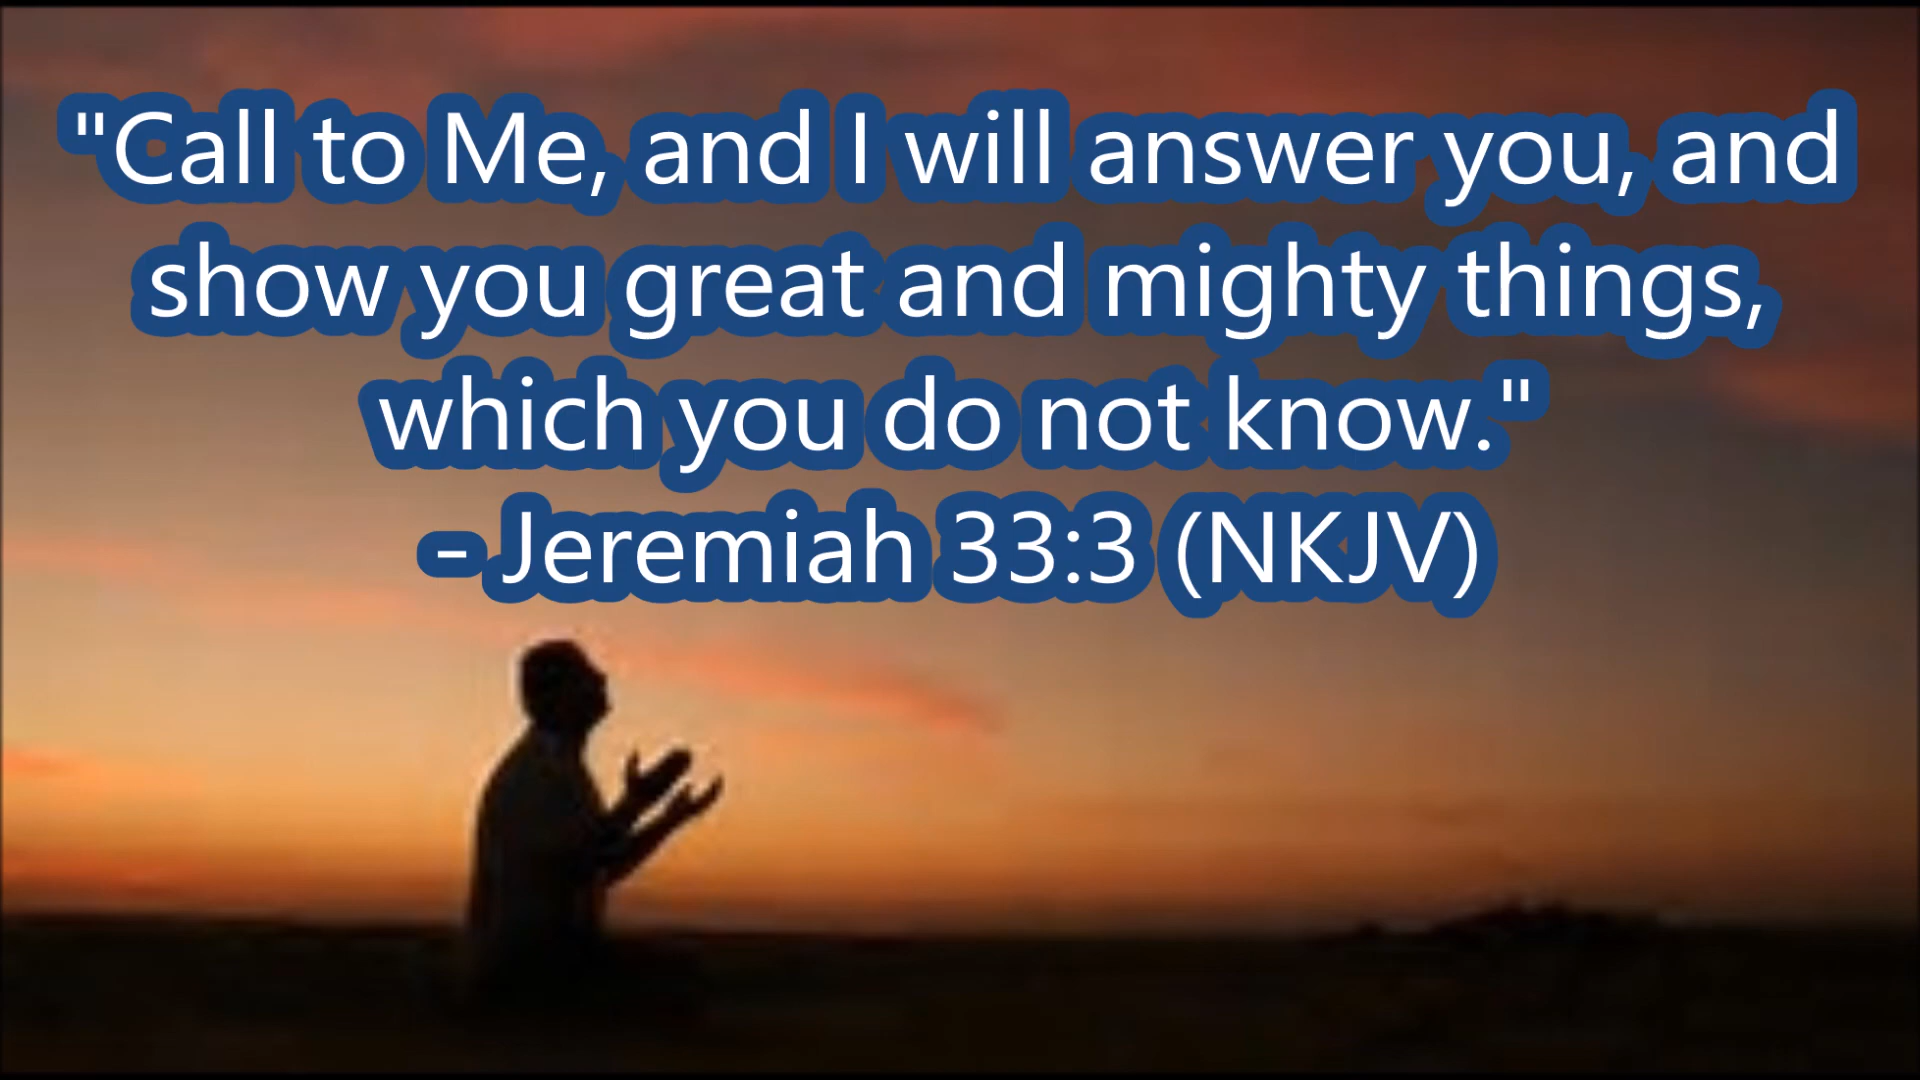 "Call to Me, and I will answer you, and
show you great and mighty things,
which you do not know."
- Jeremiah 33:3 (NKJV)